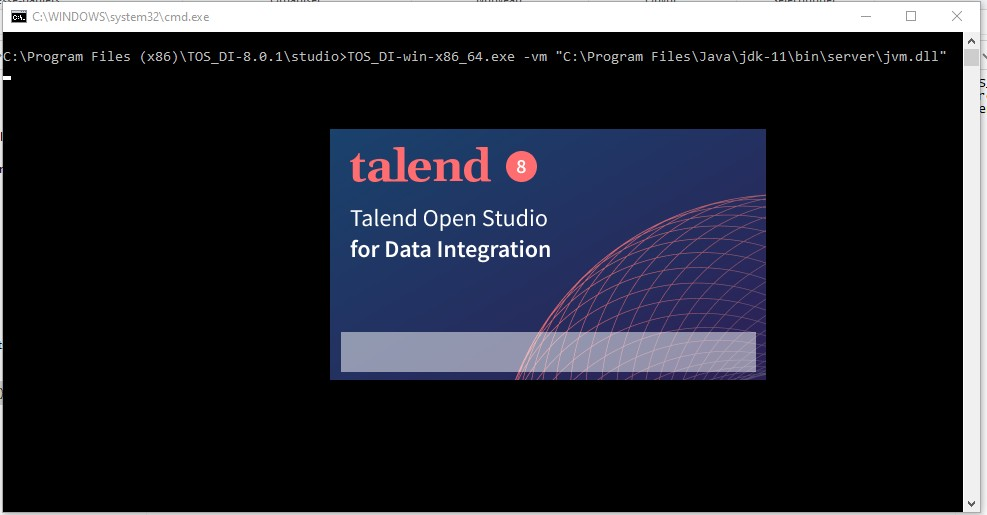 C:\WINDOWS\system32\cmd.exe
C:\Program Files (x86)\TOS_DI-8.0.1\studio>TOS_DI-win-x86_64.exe -vm "C:\Program Files\Java\jdk-11\bin\server\jvm.dll"
talend 8
Talend Open Studio
for Data Integration